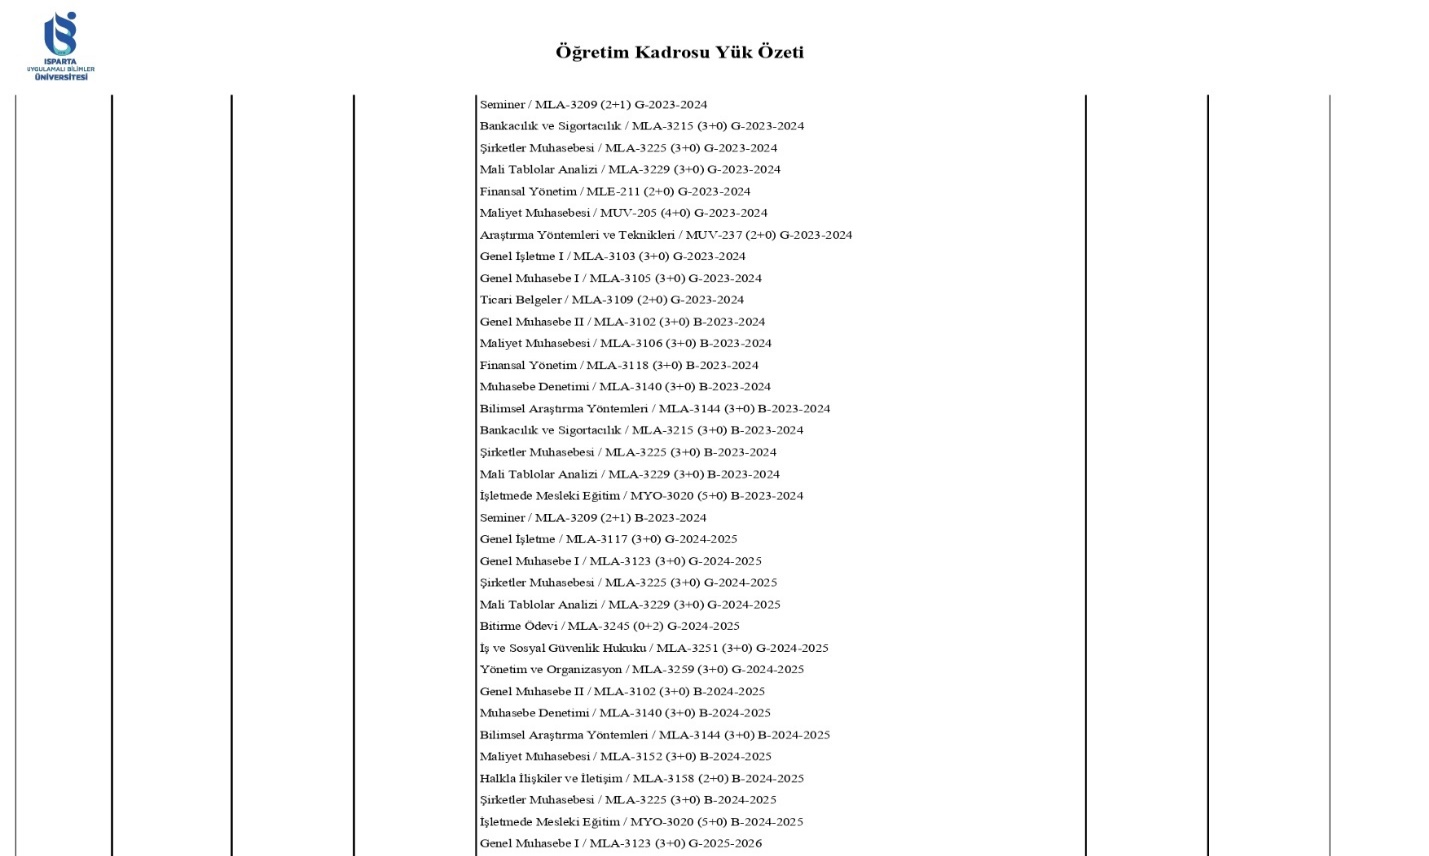 ISPARTA
UYGULAMALI BİLİMLER
ÜNİVERSİTESİ
Öğretim Kadrosu Yük Özeti
Seminer / MLA-3209 (2+1) G-2023-2024
Bankacılık ve Sigortacılık / MLA-3215 (3+0) G-2023-2024
Şirketler Muhasebesi / MLA-3225 (3+0) G-2023-2024
Mali Tablolar Analizi / MLA-3229 (3+0) G-2023-2024
Finansal Yönetim / MLE-211 (2+0) G-2023-2024
Maliyet Muhasebesi / MUV-205 (4+0) G-2023-2024
Araştırma Yöntemleri ve Teknikleri / MUV-237 (2+0) G-2023-2024
Genel İşletme I / MLA-3103 (3+0) G-2023-2024
Genel Muhasebe I / MLA-3105 (3+0) G-2023-2024
Ticari Belgeler / MLA-3109 (2+0) G-2023-2024
Genel Muhasebe II / MLA-3102 (3+0) B-2023-2024
Maliyet Muhasebesi / MLA-3106 (3+0) B-2023-2024
Finansal Yönetim / MLA-3118 (3+0) B-2023-2024
Muhasebe Denetimi / MLA-3140 (3+0) B-2023-2024
Bilimsel Araştırma Yöntemleri / MLA-3144 (3+0) B-2023-2024
Bankacılık ve Sigortacılık / MLA-3215 (3+0) B-2023-2024
Şirketler Muhasebesi / MLA-3225 (3+0) B-2023-2024
Mali Tablolar Analizi / MLA-3229 (3+0) B-2023-2024
İşletmede Mesleki Eğitim / MYO-3020 (5+0) B-2023-2024
Seminer / MLA-3209 (2+1) B-2023-2024
Genel İşletme / MLA-3117 (3+0) G-2024-2025
Genel Muhasebe I / MLA-3123 (3+0) G-2024-2025
Şirketler Muhasebesi / MLA-3225 (3+0) G-2024-2025
Mali Tablolar Analizi / MLA-3229 (3+0) G-2024-2025
Bitirme Ödevi / MLA-3245 (0+2) G-2024-2025
İş ve Sosyal Güvenlik Hukuku / MLA-3251 (3+0) G-2024-2025
Yönetim ve Organizasyon / MLA-3259 (3+0) G-2024-2025
Genel Muhasebe II / MLA-3102 (3+0) B-2024-2025
Muhasebe Denetimi / MLA-3140 (3+0) B-2024-2025
Bilimsel Araştırma Yöntemleri / MLA-3144 (3+0) B-2024-2025
Maliyet Muhasebesi / MLA-3152 (3+0) B-2024-2025
Halkla İlişkiler ve İletişim / MLA-3158 (2+0) B-2024-2025
Şirketler Muhasebesi / MLA-3225 (3+0) B-2024-2025
İşletmede Mesleki Eğitim / MYO-3020 (5+0) B-2024-2025
Genel Muhasebe I / MLA-3123 (3+0) G-2025-2026